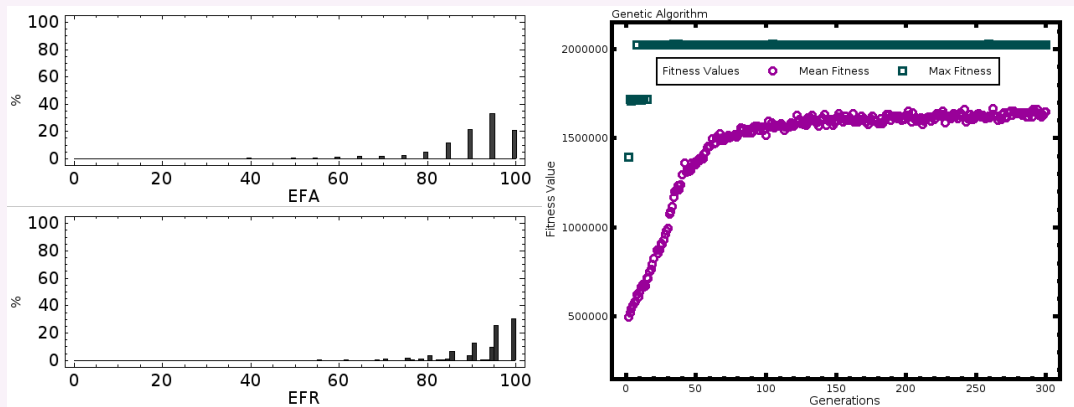 100
80
60
40
20
0
%
0 20 40 60 80 100
EFA
100
80
60
40
20
0
%
0 20 40 60 80 100
EFR
Genetic Algorithm
2000000
1500000
1000000
500000
Fitness Value
Fitness Values Mean Fitness Max Fitness
0 50 100 150 200 250 300
Generations